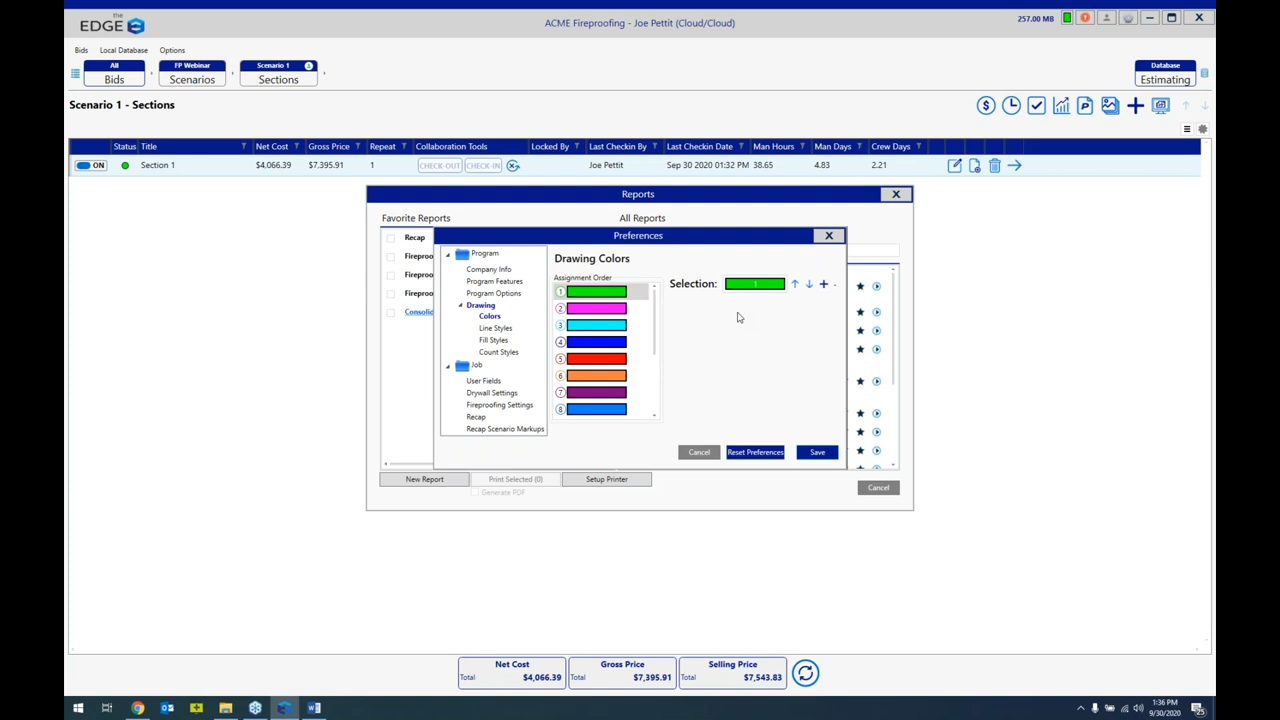 the
EDGE
ACME Fireproofing - Joe Pettit (Cloud/Cloud)
257.00 MB
Bids Local Database Options
All
Bids
FP Webinar
Scenarios
Scenario 1
Sections
Database
Estimating
Scenario 1 - Sections
Status Title Net Cost Gross Price Repeat Collaboration Tools Locked By Last Checkin By Last Checkin Date Man Hours Man Days Crew Days
ON Section 1 $4,066.39 $7,395.91 1 CHECK-OUT CHECK-IN Joe Pettit Sep 30 2020 01:32 PM 38.65 4.83 2.21
Reports
X
Favorite Reports All Reports
Recap
Fireproo
Fireproo
Fireproo
Consolid
Preferences
X
Program
Company Info
Program Features
Program Options
Drawing
Colors
Line Styles
Fill Styles
Count Styles
Job
User Fields
Drywall Settings
Fireproofing Settings
Recap
Recap Scenario Markups
Drawing Colors
Assignment Order
1
2
3
4
5
6
7
8
Selection: 1
Cancel Reset Preferences Save
New Report Print Selected (0) Setup Printer
Generate PDF
Cancel
Net Cost
Total $4,066.39
Gross Price
Total $7,395.91
Selling Price
Total $7,543.83
1:36 PM
9/30/2020
25